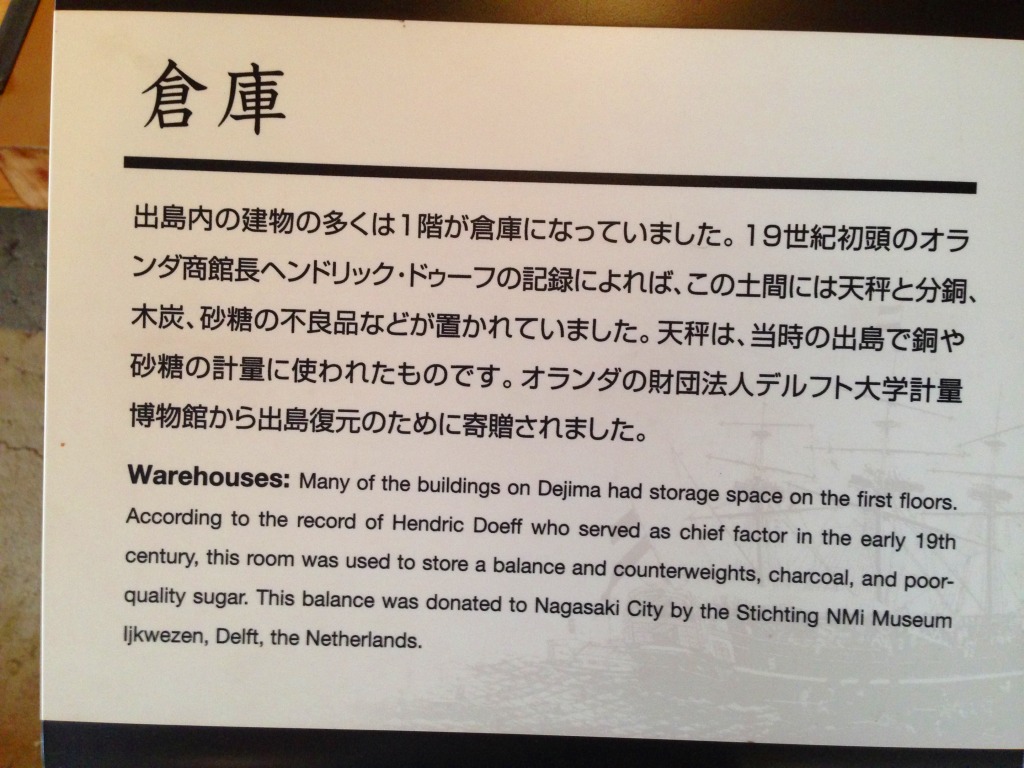 倉庫
出島内の建物の多くは1階が倉庫になっていました。19世紀初頭のオラ
ンダ商館長ヘンドリック・ドゥーフの記録によれば、この土間には天秤と分銅、
木炭、砂糖の不良品などが置かれていました。天秤は、当時の出島で銅や
砂糖の計量に使われたものです。オランダの財団法人デルフト大学計量
博物館から出島復元のために寄贈されました。
Warehouses: Many of the buildings on Dejima had storage space on the first floors.
According to the record of Hendric Doeff who served as chief factor in the early 19th
century, this room was used to store a balance and counterweights, charcoal, and poor-
quality sugar. This balance was donated to Nagasaki City by the Stichting NMi Museum
Ijkwezen, Delft, the Netherlands.